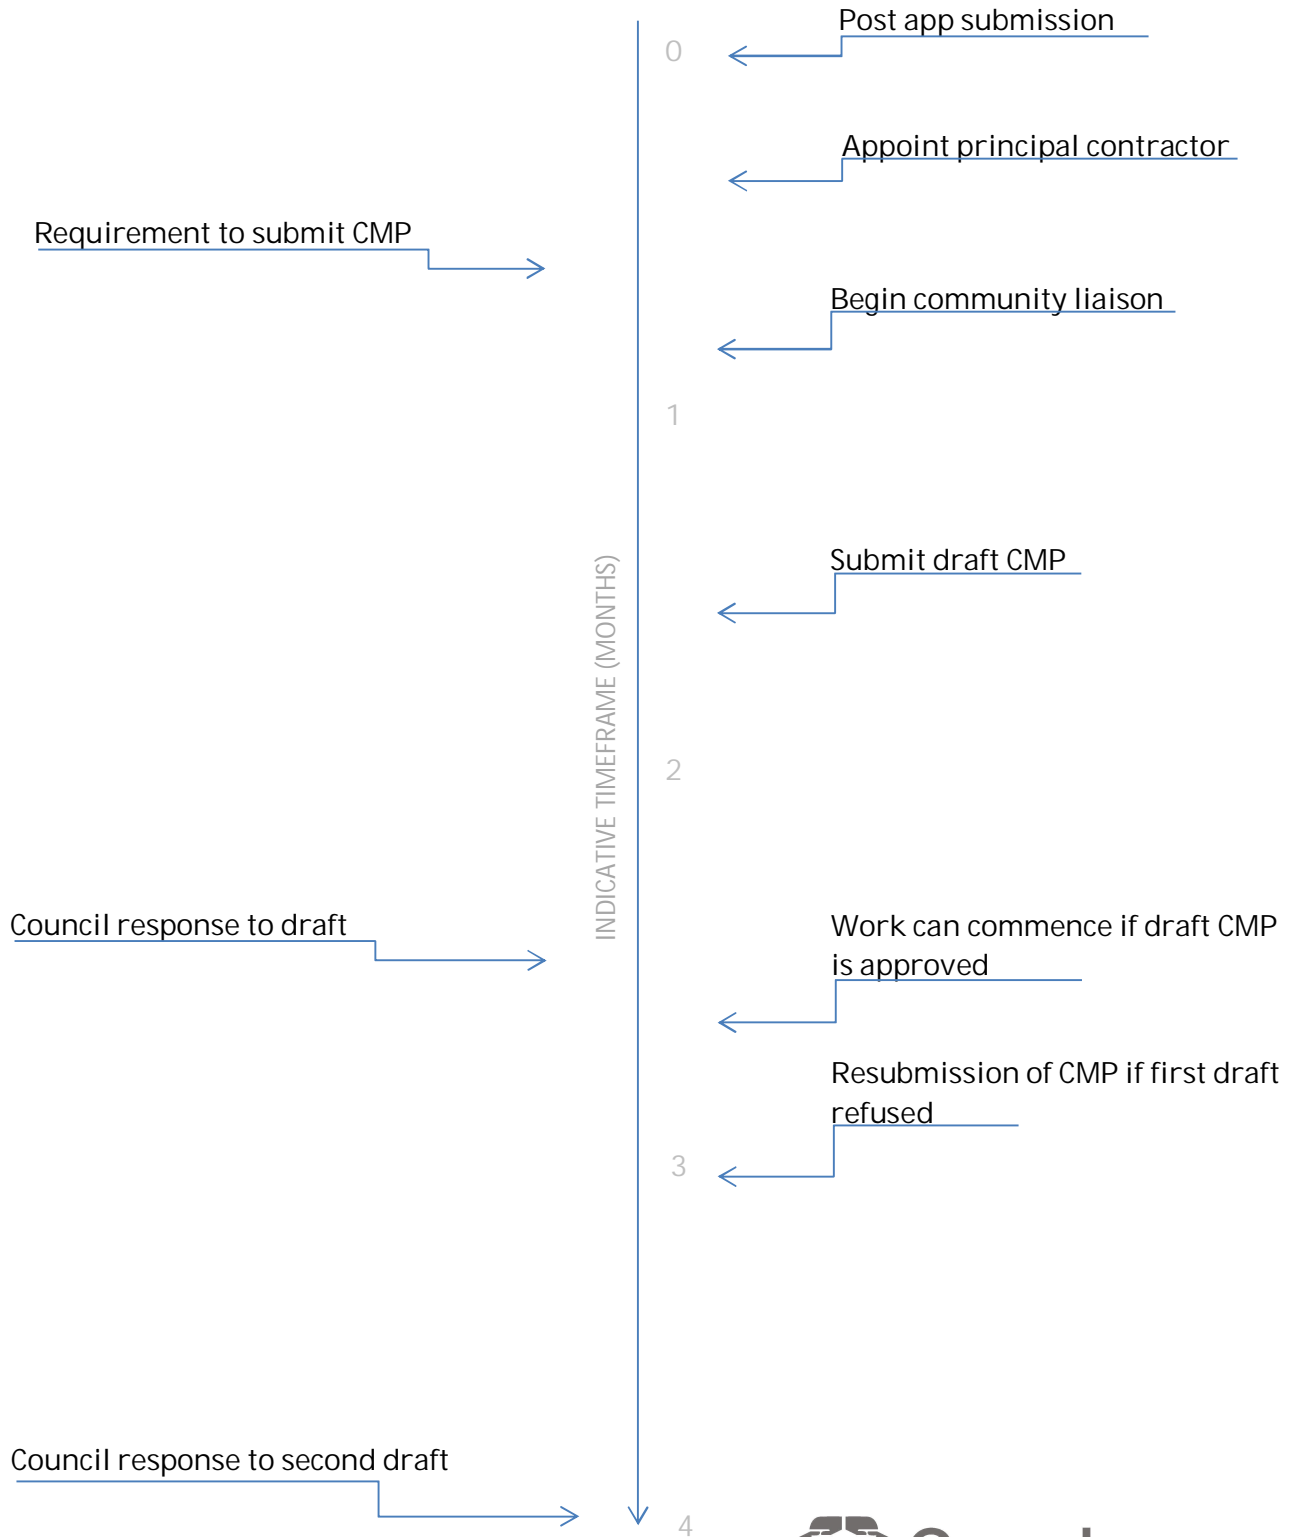 Post app submission
0
Appoint principal contractor
Requirement to submit CMP
Begin community liaison
1
Submit draft CMP
INDICATIVE TIMEFRAME (MONTHS)
2
Council response to draft
Work can commence if draft CMP
is approved
Resubmission of CMP if first draft
refused
3
Council response to second draft
4